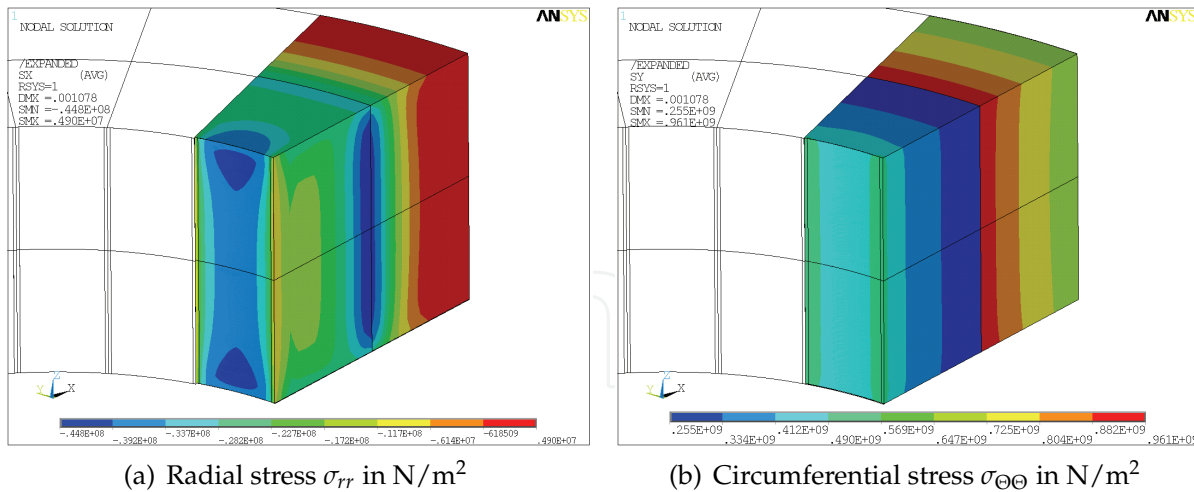 1
NODAL SOLUTION
/EXPANDED
SX (AVG)
RSYS=1
DMX =.001078
SMN =-.448E+08
SMX =.490E+07
ANSYS
Z
Y X
-.448E+08 -.337E+08 -.227E+08 -.117E+08 -618509
-.392E+08 -.282E+08 -.172E+08 -.614E+07 .490E+07
(a) Radial stress σrr in N/m²
1
NODAL SOLUTION
/EXPANDED
SY (AVG)
RSYS=1
DMX =.001078
SMN =.255E+09
SMX =.961E+09
ANSYS
Z
Y X
.255E+09 .412E+09 .569E+09 .725E+09 .882E+09
.334E+09 .490E+09 .647E+09 .804E+09 .961E+09
(b) Circumferential stress σΘΘ in N/m²